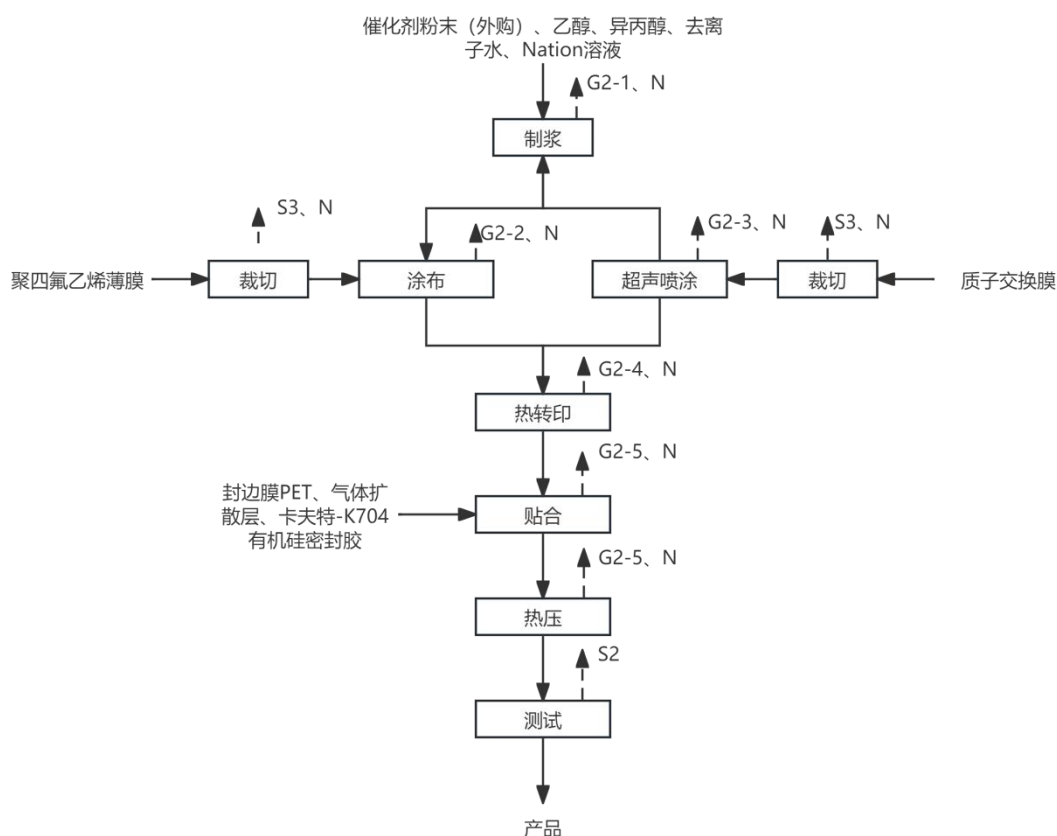 催化剂粉末（外购）、乙醇、异丙醇、去离
子水、Nation溶液
G2-1、N
制浆
S3、N
G2-2、N
G2-3、N
S3、N
聚四氟乙烯薄膜
裁切
涂布
超声喷涂
裁切
质子交换膜
G2-4、N
热转印
G2-5、N
封边膜PET、气体扩
散层、卡夫特-K704
有机硅密封胶
贴合
G2-5、N
热压
S2
测试
产品